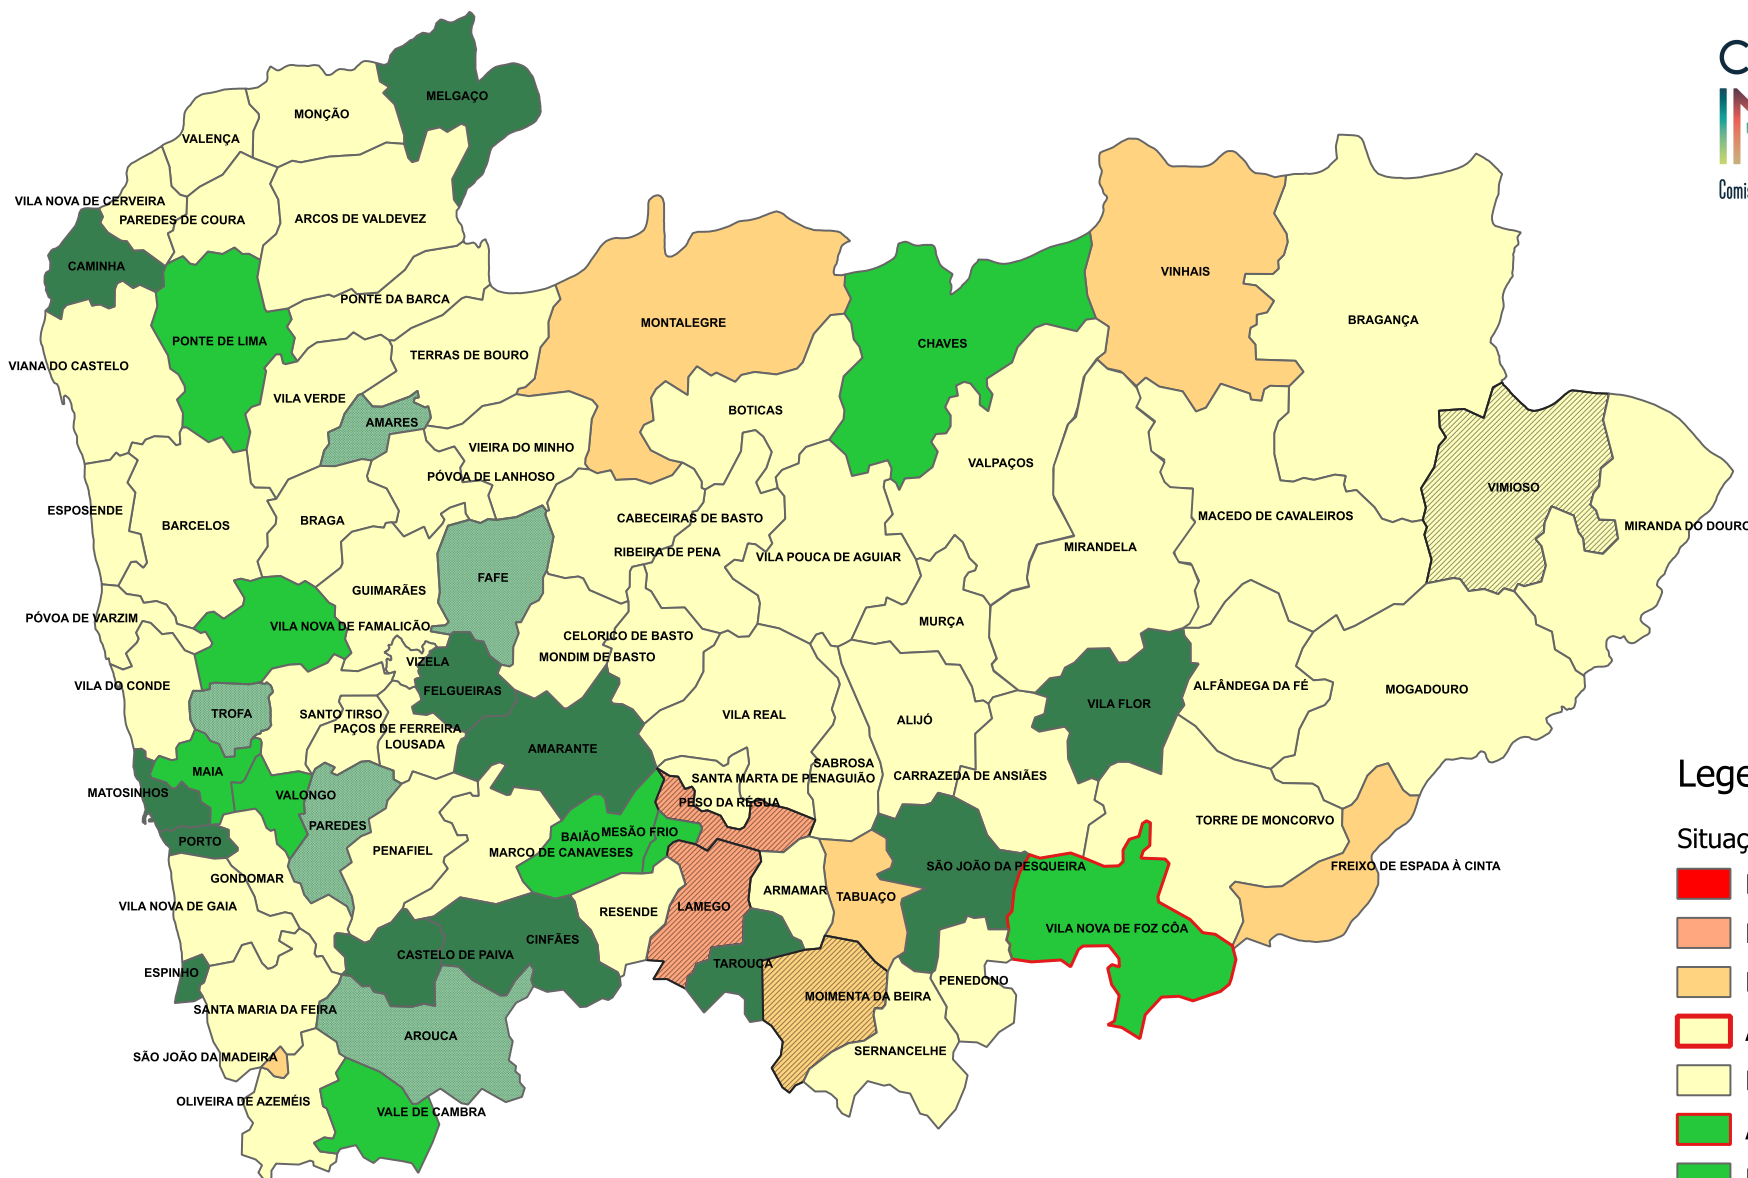 MELGAÇO
MONÇÃO
VALENÇA
VILA NOVA DE CERVEIRA
PAREDES DE COURA
ARCOS DE VALDEVEZ
CAMINHA
PONTE DA BARCA
PONTE DE LIMA
VIANA DO CASTELO
TERRAS DE BOURO
VILA VERDE
AMARES
MONTALEGRE
CHAVES
VINHAIS
BRAGANÇA
BOTICAS
VIEIRA DO MINHO
PÓVOA DE LANHOSO
VALPAÇOS
VIMIOSO
ESPOSENDE
BARCELOS
BRAGA
CABECEIRAS DE BASTO
MACEDO DE CAVALEIROS
MIRANDA DO DOURO
RIBEIRA DE PENA
VILA POUCA DE AGUIAR
MIRANDELA
FAFE
GUIMARÃES
PÓVOA DE VARZIM
VILA NOVA DE FAMALICÃO
CELORICO DE BASTO
MURÇA
MONDIM DE BASTO
VIZELA
VILA DO CONDE
FELGUEIRAS
ALFÂNDEGA DA FÉ
MOGADOURO
VILA FLOR
TROFA
SANTO TIRSO
PAÇOS DE FERREIRA
LOUSADA
VILA REAL
ALIJÓ
AMARANTE
SABROSA
MAIA
SANTA MARTA DE PENAGUIÃO
CARRAZEDA DE ANSIÃES
MATOSINHOS
VALONGO
PESO DA RÉGUA
PAREDES
TORRE DE MONCORVO
MESÃO FRIO
BAIÃO
PORTO
PENAFIEL
MARCO DE CANAVESES
SÃO JOÃO DA PESQUEIRA
FREIXO DE ESPADA À CINTA
GONDOMAR
ARMAMAR
TABUAÇO
VILA NOVA DE GAIA
RESENDE
LAMEGO
VILA NOVA DE FOZ CÔA
CINFÃES
CASTELO DE PAIVA
TAROUCA
ESPINHO
PENEDONO
MOIMENTA DA BEIRA
SANTA MARIA DA FEIRA
AROUCA
SERNANCELHE
SÃO JOÃO DA MADEIRA
OLIVEIRA DE AZEMÉIS
VALE DE CAMBRA
C
Comis
Lege
Situaç